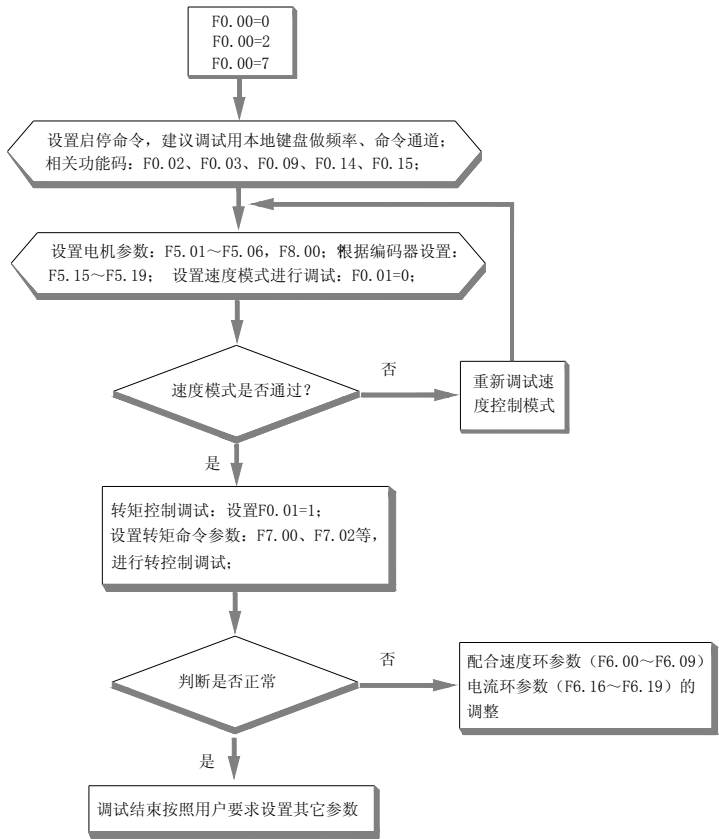 F0.00=0
F0.00=2
F0.00=7
设置启停命令，建议调试用本地键盘做频率、命令通道；
相关功能码：F0.02、F0.03、F0.09、F0.14、F0.15；
设置电机参数：F5.01～F5.06，F8.00；根据编码器设置：
F5.15～F5.19； 设置速度模式进行调试：F0.01=0；
速度模式是否通过？
否
重新调试速
度控制模式
是
转矩控制调试：设置F0.01=1；
设置转矩命令参数：F7.00、F7.02等，
进行转控制调试；
判断是否正常
否
配合速度环参数（F6.00～F6.09）
电流环参数（F6.16～F6.19）的
调整
是
调试结束按照用户要求设置其它参数